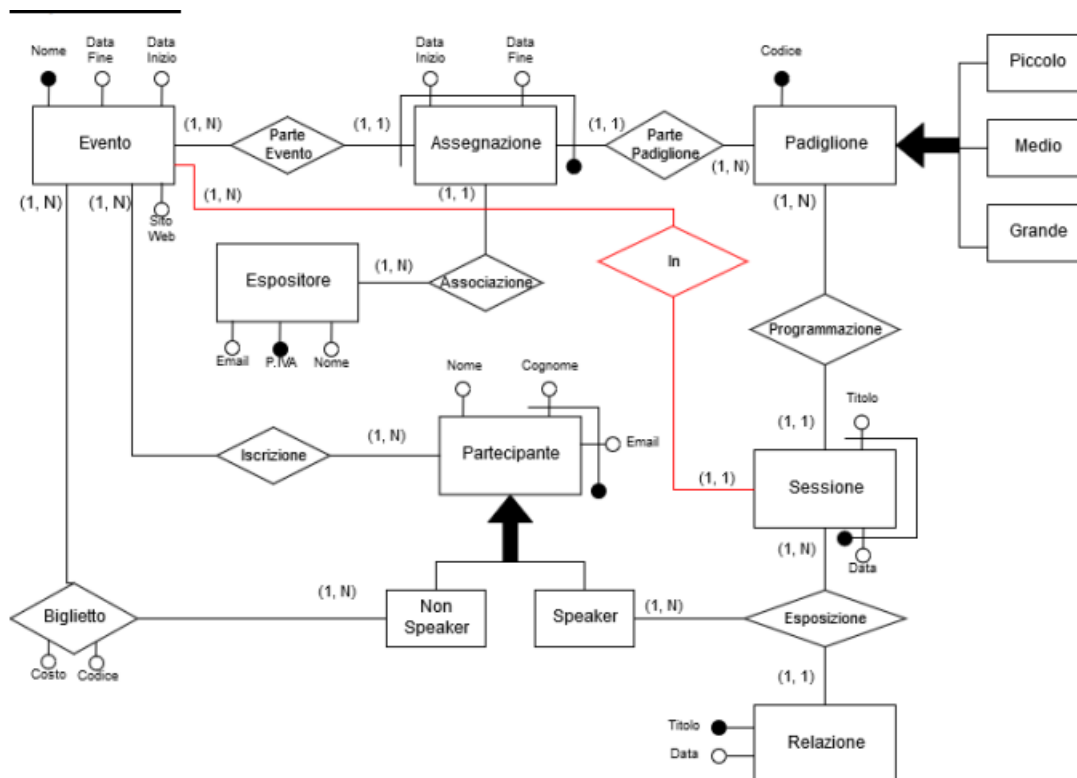 Nome
Data
Fine
Data
Inizio
Data
Inizio
Data
Fine
Codice
Piccolo
Evento
(1, N)
Parte
Evento
(1, 1)
Assegnazione
(1, 1)
Parte
Padiglione
(1, N)
Padiglione
Medio
Grande
(1, N)
(1, N)
Sito
Web
(1, N)
(1, 1)
(1, N)
In
Espositore
(1, N)
Associazione
Email
P.IVA
Nome
Programmazione
Nome
Cognome
Titolo
Iscrizione
(1, N)
Partecipante
Email
(1, 1)
(1, 1)
Sessione
(1, N)
Data
Biglietto
(1, N)
Non
Speaker
Speaker
(1, N)
Esposizione
Costo
Codice
(1, 1)
Titolo
Data
Relazione